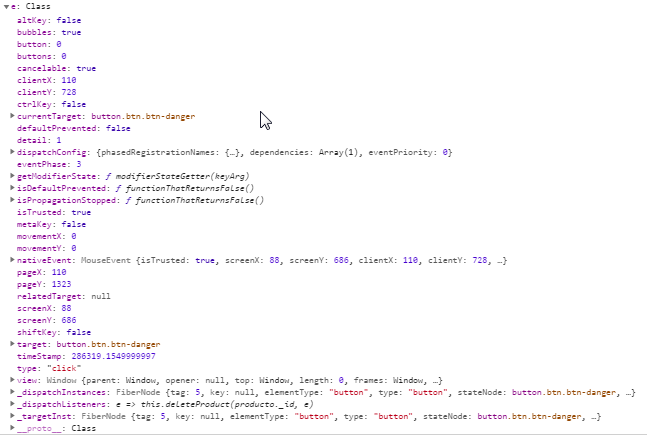 ▼e: Class
altKey: false
bubbles: true
button: 0
buttons: 0
cancelable: true
clientX: 110
clientY: 728
ctrlKey: false
▶currentTarget: button.btn.btn-danger
defaultPrevented: false
detail: 1
▶dispatchConfig: {phasedRegistrationNames: {…}, dependencies: Array(1), eventPriority: 0}
eventPhase: 3
▶getModifierState: ƒ modifierStateGetter(keyArg)
▶isDefaultPrevented: ƒ functionThatReturnsFalse()
▶isPropagationStopped: ƒ functionThatReturnsFalse()
isTrusted: true
metaKey: false
movementX: 0
movementY: 0
▶nativeEvent: MouseEvent {isTrusted: true, screenX: 88, screenY: 686, clientX: 110, clientY: 728, …}
pageX: 110
pageY: 1323
relatedTarget: null
screenX: 88
screenY: 686
shiftKey: false
▶target: button.btn.btn-danger
timeStamp: 286319.1549999997
type: "click"
▶view: Window {parent: Window, opener: null, top: Window, length: 0, frames: Window, …}
▶_dispatchInstances: FiberNode {tag: 5, key: null, elementType: "button", type: "button", stateNode: button.btn.btn-danger, …}
▶_dispatchListeners: e => this.deleteProduct(producto._id, e)
▶_targetInst: FiberNode {tag: 5, key: null, elementType: "button", type: "button", stateNode: button.btn.btn-danger, …}
▶__proto__: Class